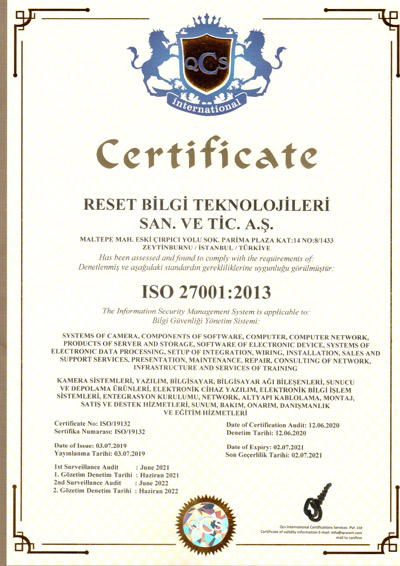 QCS
International
Certificate
RESET BİLGİ TEKNOLOJİLERİ
SAN. VE TİC. A.Ş.
MALTEPE MAH. ESKİ ÇIRPICI YOLU SOK. PARİMA PLAZA KAT:14 NO:8/1433
ZEYTİNBURNU / İSTANBUL / TÜRKİYE
Has been assessed and found to comply with the requirements of:
Denetlenmiş ve aşağıdaki standardın gerekliliklerine uygunluğu görülmüştür:
ISO 27001:2013
The Information Security Management System is applicable to:
Bilgi Güvenliği Yönetim Sistemi:
SYSTEMS OF CAMERA, COMPONENTS OF SOFTWARE, COMPUTER, COMPUTER NETWORK,
PRODUCTS OF SERVER AND STORAGE, SOFTWARE OF ELECTRONIC DEVICE, SYSTEMS OF
ELECTRONIC DATA PROCESSING, SETUP OF INTEGRATION, WIRING, INSTALLATION, SALES AND
SUPPORT SERVICES, PRESENTATION, MAINTENANCE, REPAIR, CONSULTING OF NETWORK,
INFRASTRUCTURE AND SERVICES OF TRAINING
KAMERA SİSTEMLERİ, YAZILIM, BİLGİSAYAR, BİLGİSAYAR AĞI BİLEŞENLERİ, SUNUCU
VE DEPOLAMA ÜRÜNLERİ, ELEKTRONİK CİHAZ YAZILIM, ELEKTRONİK BİLGİ İŞLEM
SİSTEMLERİ, ENTEGRASYON KURULUMU, NETWORK, ALTYAPI KABLOLAMA, MONTAJ,
SATIŞ VE DESTEK HİZMETLERİ, SUNUM, BAKIM, ONARIM, DANIŞMANLIK
VE EĞİTİM HİZMETLERİ
Certificate No: ISO/19132 Date of Certification Audit: 12.06.2020
Sertifika Numarası: ISO/19132 Denetim Tarihi: 12.06.2020
Date of Issue: 03.07.2019 Date of Expiry: 02.07.2021
Yayınlanma Tarihi: 03.07.2019 Son Geçerlilik Tarihi: 02.07.2021
1st Surveillance Audit : June 2021
1. Gözetim Denetim Tarihi : Haziran 2021
2nd Surveillance Audit : June 2022
2. Gözetim Denetim Tarihi : Haziran 2022
Qcs International Certifications Services Pvt. Ltd
Certificate of validity information E-mail: info@qcscert.com
mail to confirm